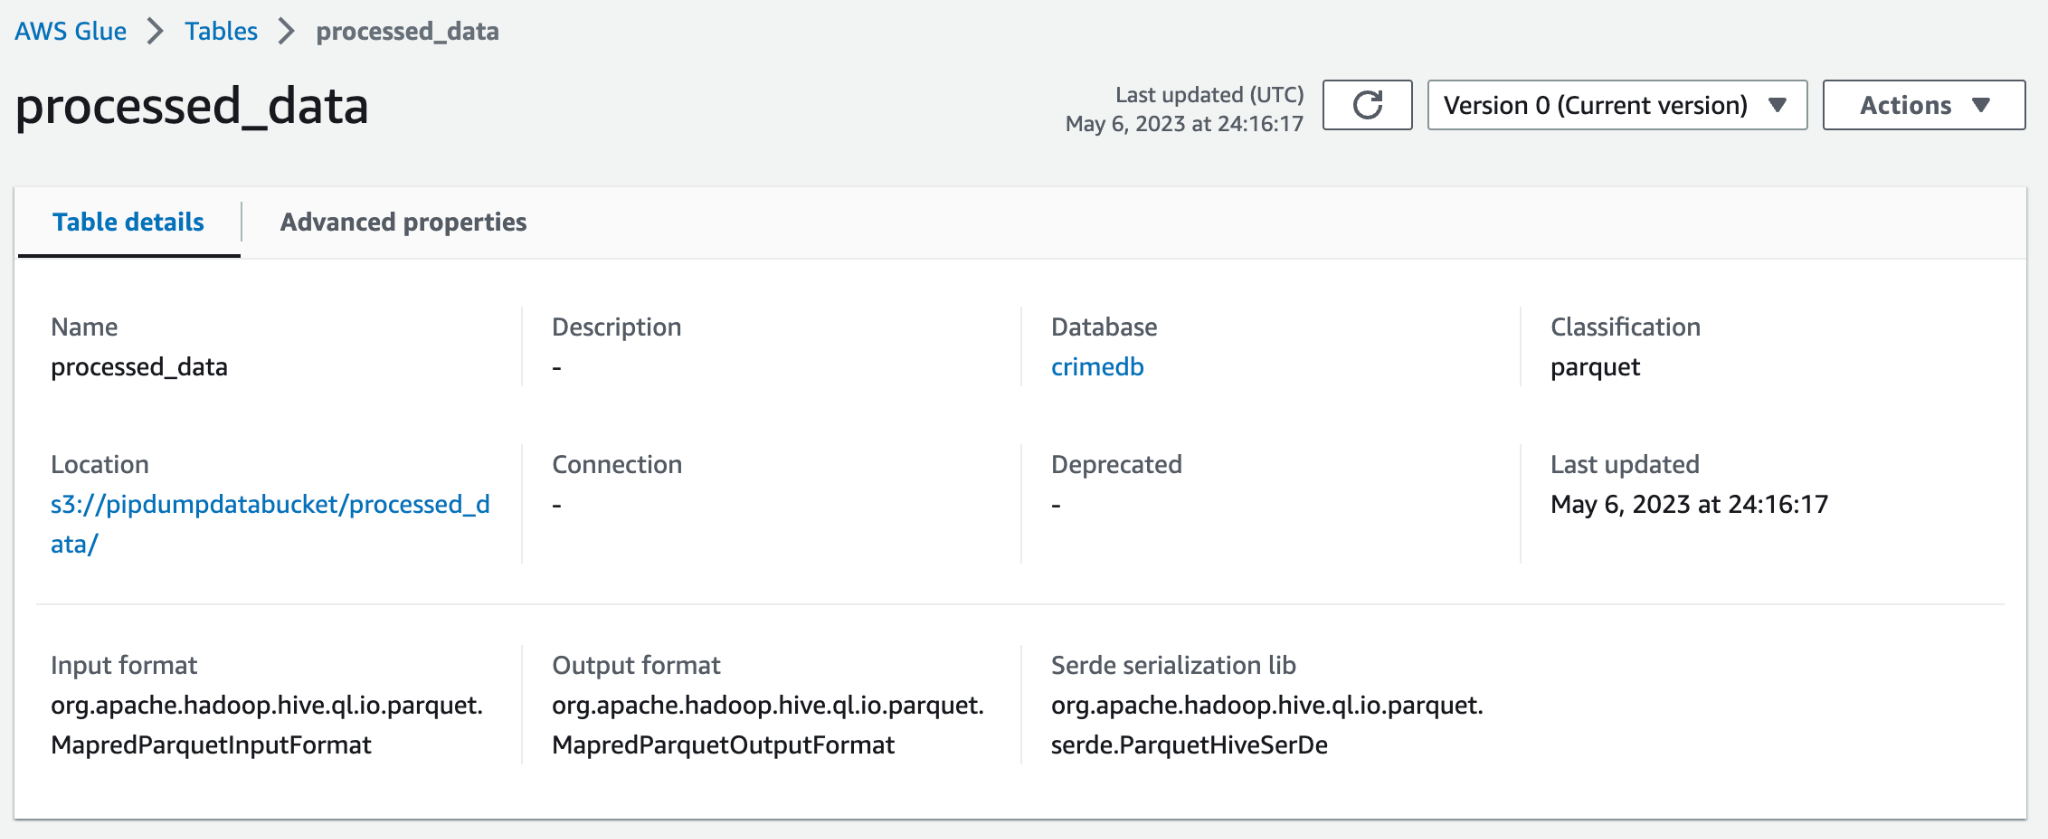 AWS Glue > Tables > processed_data
processed_data
Last updated (UTC)
May 6, 2023 at 24:16:17
Version 0 (Current version)
Actions
Table details
Advanced properties
Name
processed_data
Description
-
Database
crimedb
Classification
parquet
Location
s3://pipdumpdatabucket/processed_d
ata/
Connection
-
Deprecated
-
Last updated
May 6, 2023 at 24:16:17
Input format
org.apache.hadoop.hive.ql.io.parquet.
MapredParquetInputFormat
Output format
org.apache.hadoop.hive.ql.io.parquet.
MapredParquetOutputFormat
Serde serialization lib
org.apache.hadoop.hive.ql.io.parquet.
serde.ParquetHiveSerDe